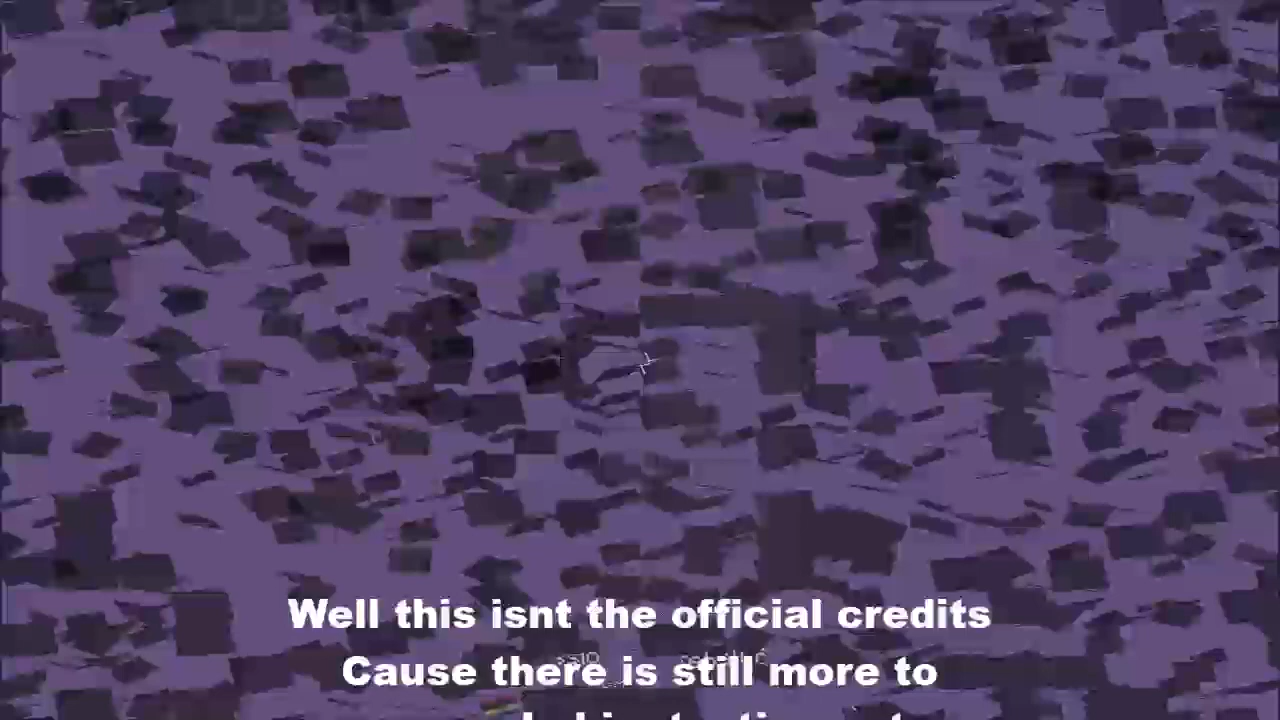 Well this isnt the official credits
Cause there is still more to